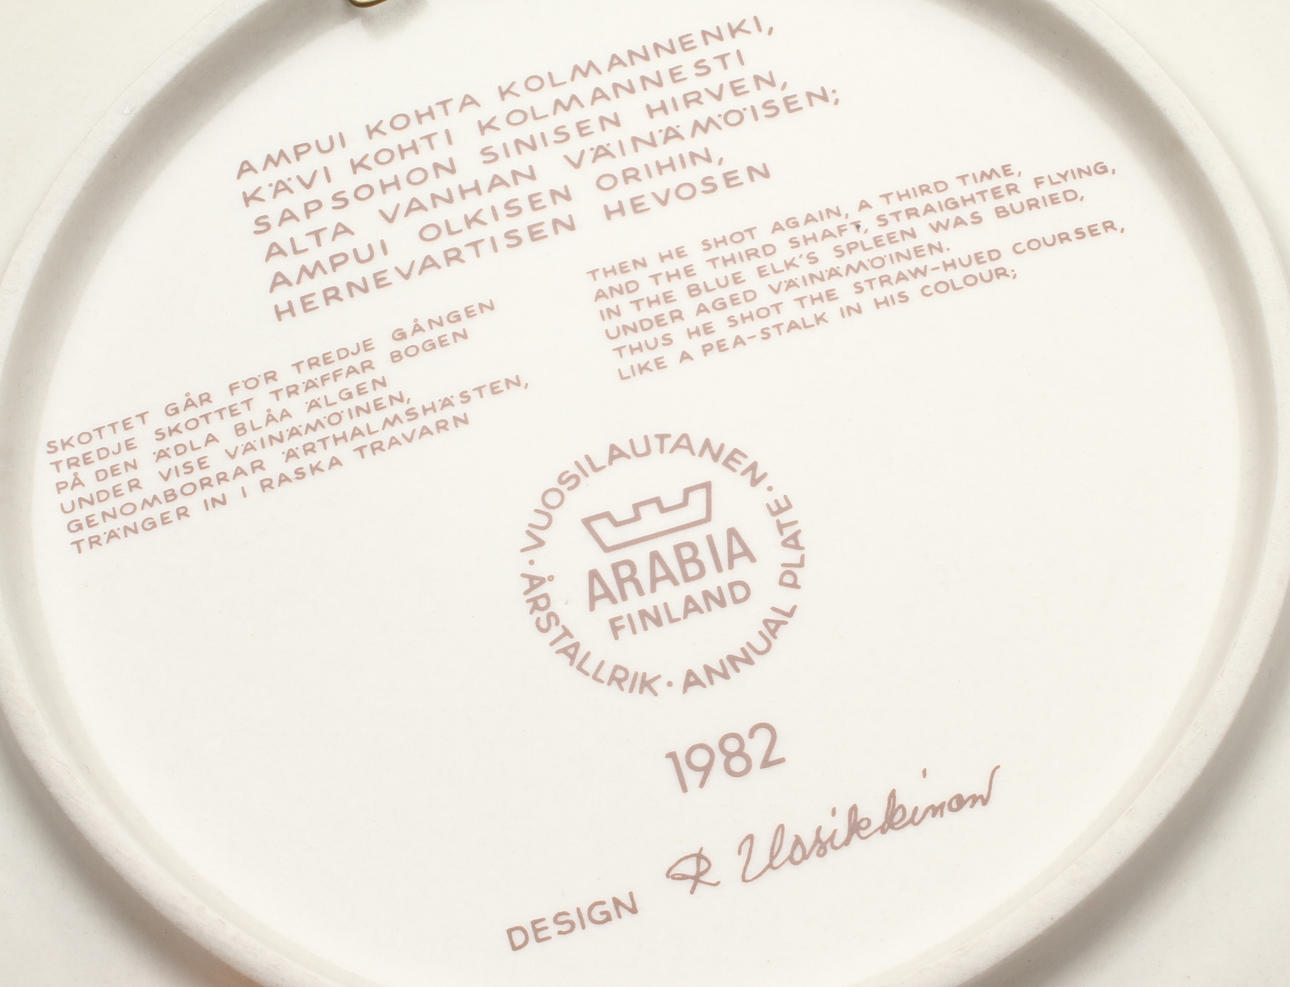 AMPUI KOHTA KOLMANNENKI,
KÄVI KOHTI KOLMANNESTI
SAPSOHON SINISEN HIRVEN,
ALTA VANHAN VÄINÄMÖISEN;
AMPUI OLKISEN ORIHIN,
HERNEVARTISEN HEVOSEN
THEN HE SHOT AGAIN, A THIRD TIME,
AND THE THIRD SHAFT, STRAIGHTER FLYING,
IN THE BLUE ELK'S SPLEEN WAS BURIED,
UNDER AGED VÄINÄMÖINEN.
THUS HE SHOT THE STRAW-HUED COURSER,
LIKE A PEA-STALK IN HIS COLOUR;
SKOTTET GÅR FÖR TREDJE GÅNGEN
TREDJE SKOTTET TRÄFFAR BOGEN
PÅ DEN ÄDLA BLÅA ÄLGEN
UNDER VISE VÄINÄMÖINEN,
GENOMBORRAR ÄRTHALMSHÄSTEN,
TRÄNGER IN I RASKA TRAVARN
· VUOSILAUTANEN ·
ANNUAL PLATE ·
ÅRSTALLRIK ·
ARABIA
FINLAND
1982
DESIGN R Uosikkinen